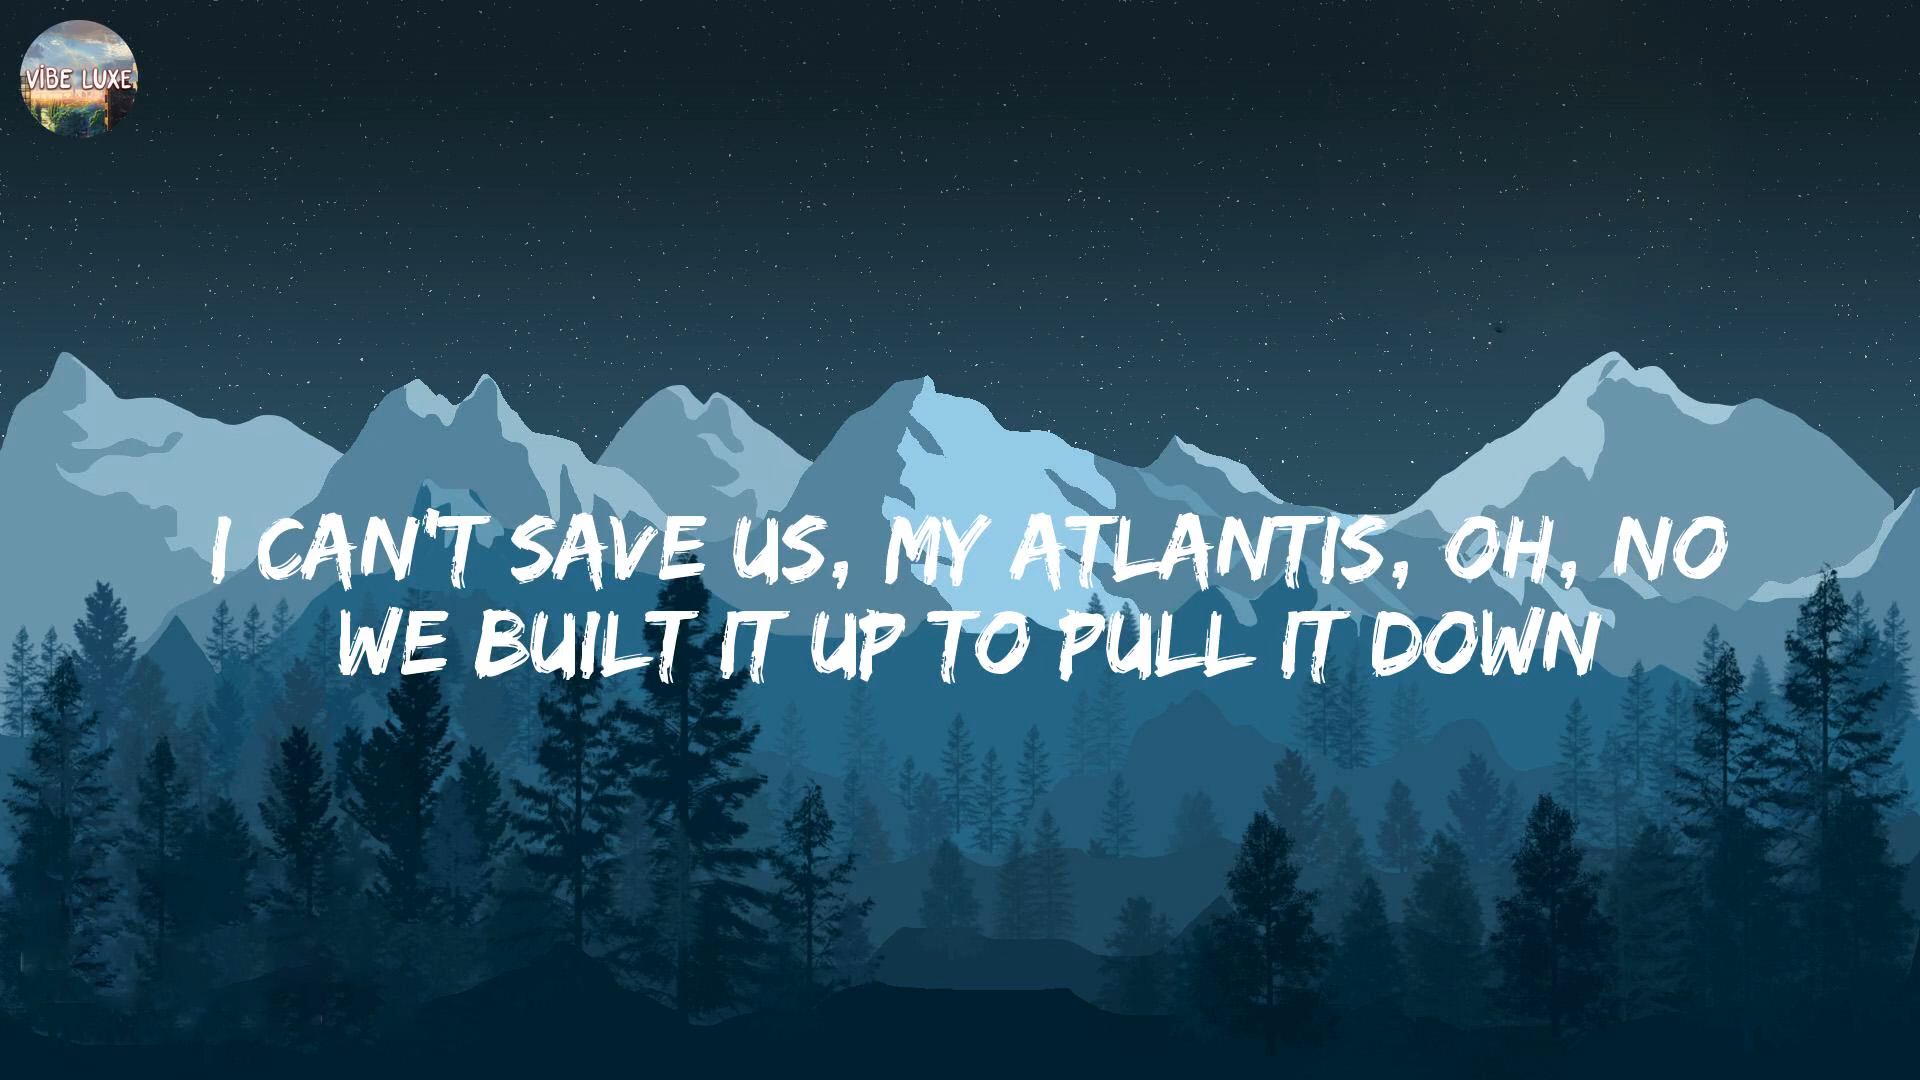 VIBE LUXE
I CAN'T SAVE US, MY ATLANTIS, OH, NO
WE BUILT IT UP TO PULL IT DOWN